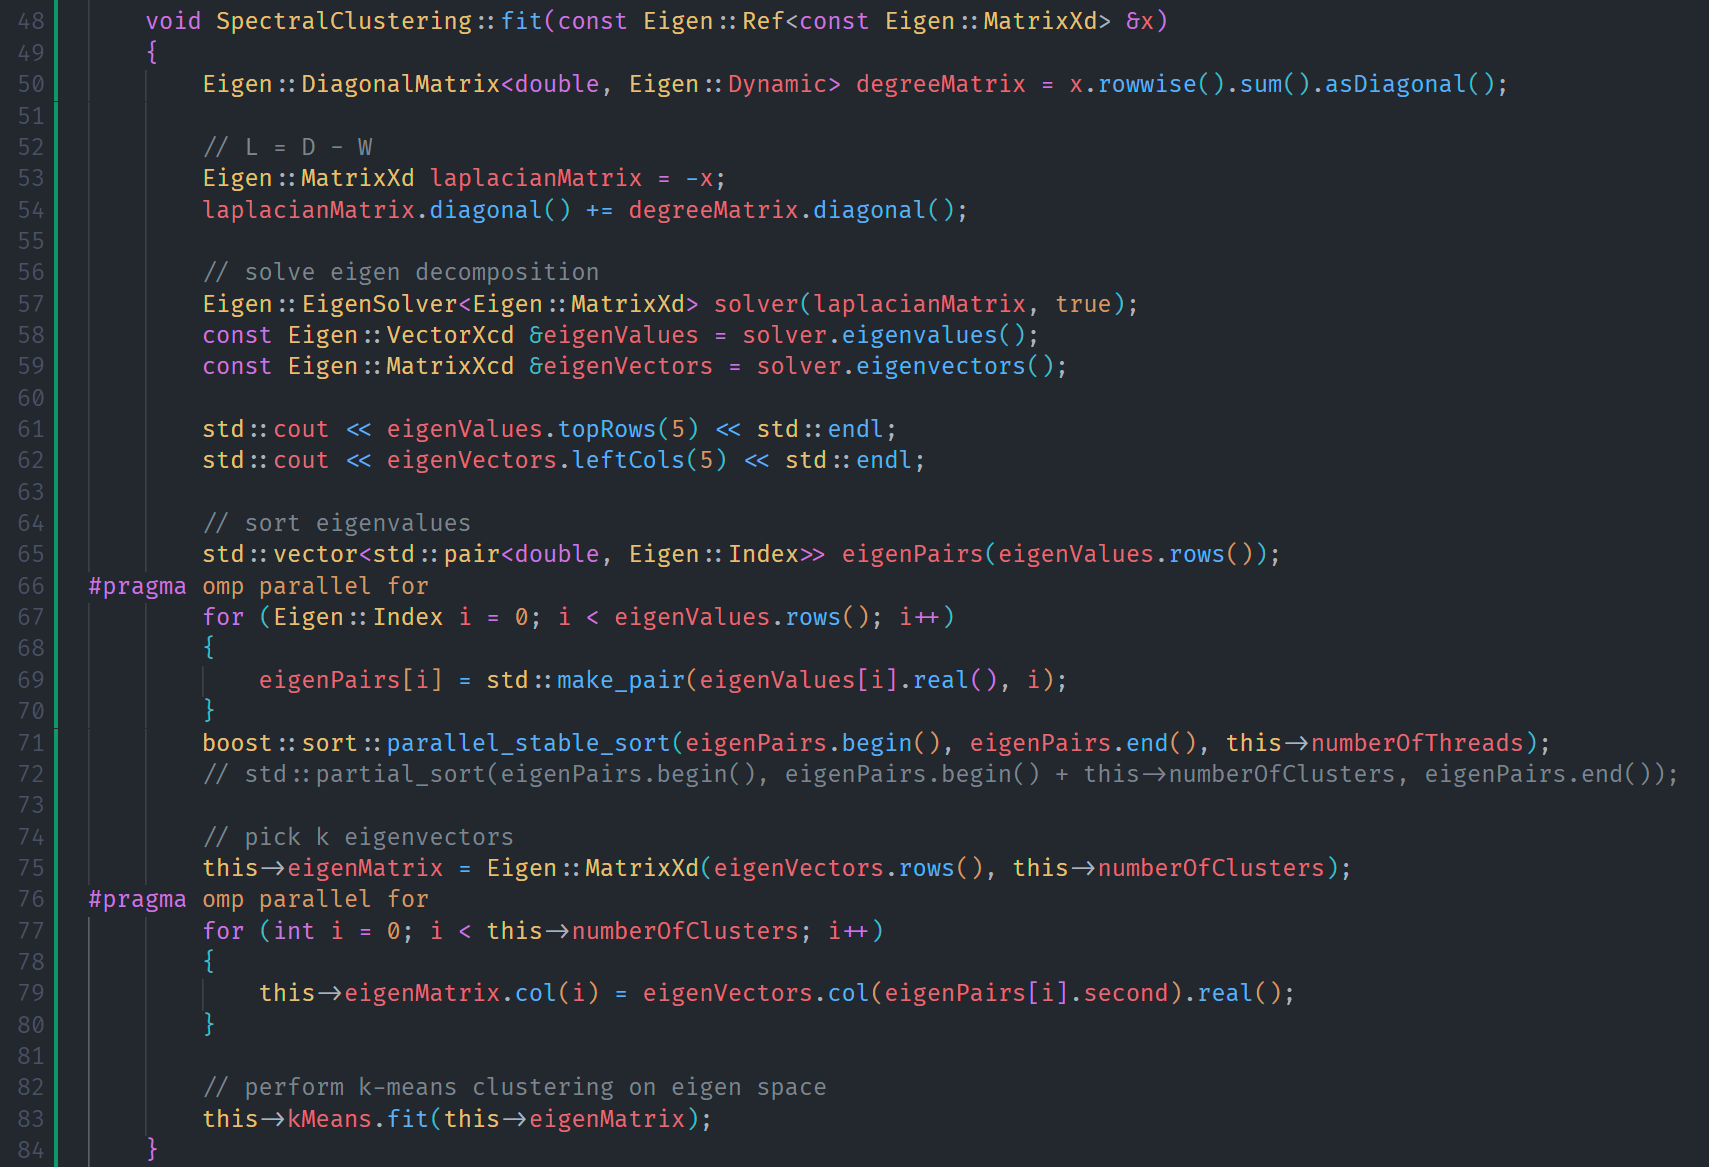 48 void SpectralClustering::fit(const Eigen::Ref<const Eigen::MatrixXd> &x)
49 {
50 Eigen::DiagonalMatrix<double, Eigen::Dynamic> degreeMatrix = x.rowwise().sum().asDiagonal();
51
52 // L = D - W
53 Eigen::MatrixXd laplacianMatrix = -x;
54 laplacianMatrix.diagonal() += degreeMatrix.diagonal();
55
56 // solve eigen decomposition
57 Eigen::EigenSolver<Eigen::MatrixXd> solver(laplacianMatrix, true);
58 const Eigen::VectorXcd &eigenValues = solver.eigenvalues();
59 const Eigen::MatrixXcd &eigenVectors = solver.eigenvectors();
60
61 std::cout << eigenValues.topRows(5) << std::endl;
62 std::cout << eigenVectors.leftCols(5) << std::endl;
63
64 // sort eigenvalues
65 std::vector<std::pair<double, Eigen::Index>> eigenPairs(eigenValues.rows());
66 #pragma omp parallel for
67 for (Eigen::Index i = 0; i < eigenValues.rows(); i++)
68 {
69 eigenPairs[i] = std::make_pair(eigenValues[i].real(), i);
70 }
71 boost::sort::parallel_stable_sort(eigenPairs.begin(), eigenPairs.end(), this->numberOfThreads);
72 // std::partial_sort(eigenPairs.begin(), eigenPairs.begin() + this->numberOfClusters, eigenPairs.end());
73
74 // pick k eigenvectors
75 this->eigenMatrix = Eigen::MatrixXd(eigenVectors.rows(), this->numberOfClusters);
76 #pragma omp parallel for
77 for (int i = 0; i < this->numberOfClusters; i++)
78 {
79 this->eigenMatrix.col(i) = eigenVectors.col(eigenPairs[i].second).real();
80 }
81
82 // perform k-means clustering on eigen space
83 this->kMeans.fit(this->eigenMatrix);
84 }